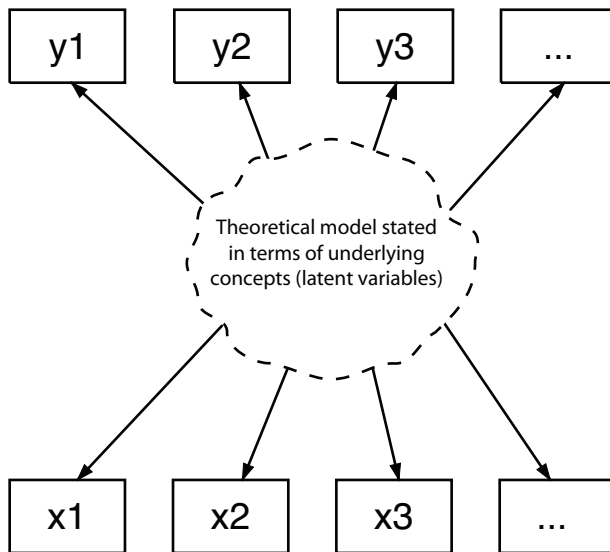 y1 y2 y3 ...
Theoretical model stated
in terms of underlying
concepts (latent variables)
x1 x2 x3 ...